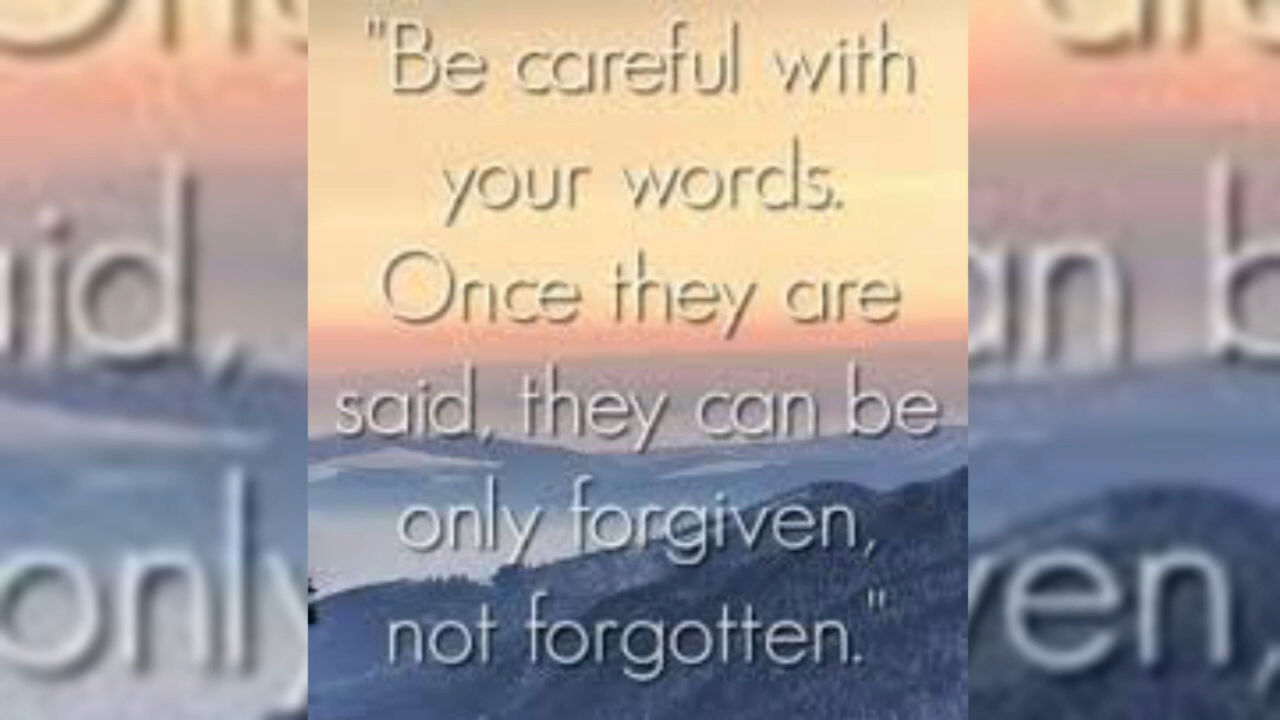 "Be careful with
your words.
Once they are
said, they can be
only forgiven,
not forgotten."